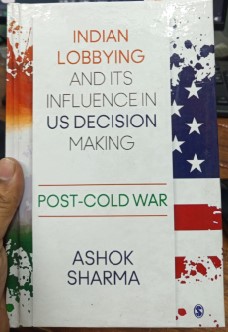 INDIAN
LOBBYING
AND ITS
INFLUENCE IN
US DECISION
MAKING
POST-COLD WAR
ASHOK
SHARMA